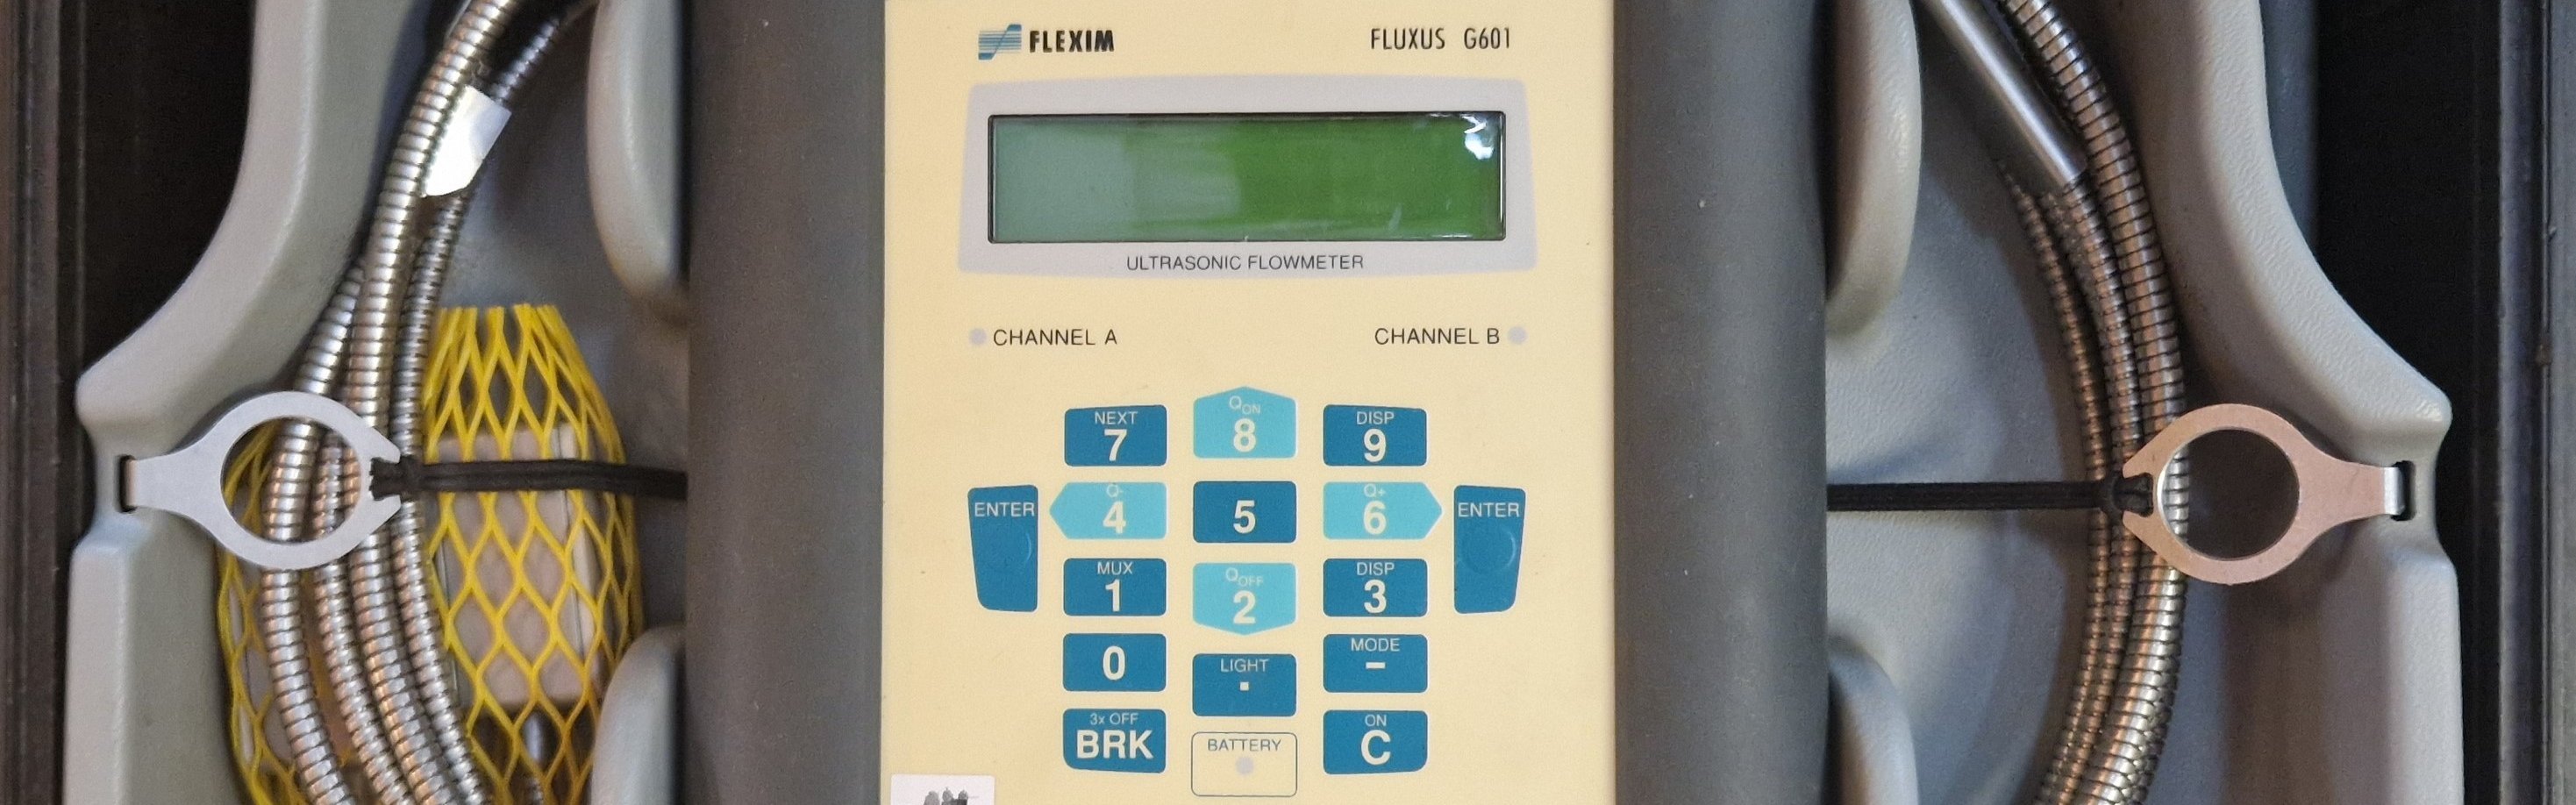 FLEXIM FLUXUS G601
ULTRASONIC FLOWMETER
CHANNEL A CHANNEL B
NEXT QON DISP
7 8 9
ENTER Q- Q+ ENTER
4 5 6
MUX QOFF DISP
1 2 3
LIGHT MODE
0 . -
3x OFF ON
BRK C
BATTERY